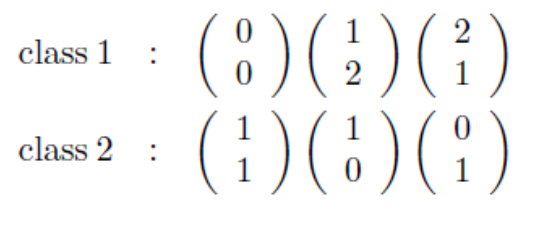 class 1 : ( 0 0 ) ( 1 2 ) ( 2 1 )
class 2 : ( 1 1 ) ( 1 0 ) ( 0 1 )